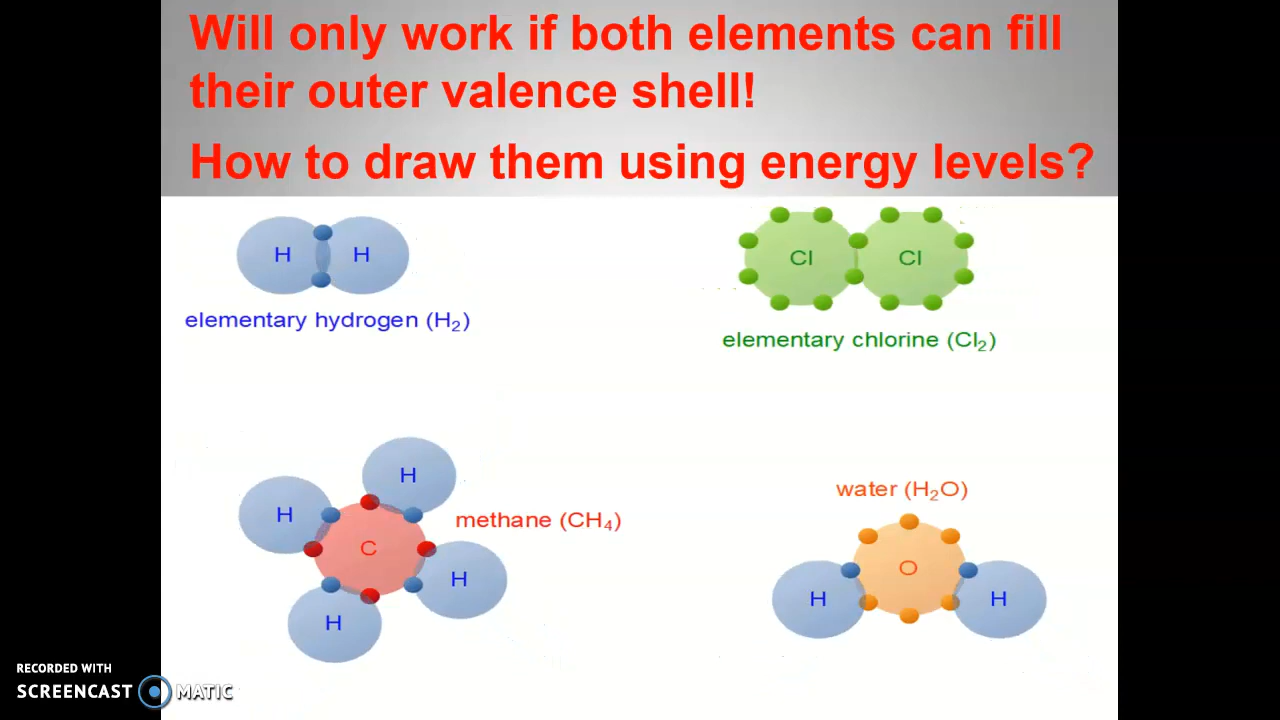 Will only work if both elements can fill
their outer valence shell!
How to draw them using energy levels?
H H
elementary hydrogen (H₂)
Cl Cl
elementary chlorine (Cl₂)
H
H
C
methane (CH₄)
H
H
water (H₂O)
O
H H
RECORDED WITH
SCREENCAST MATIC